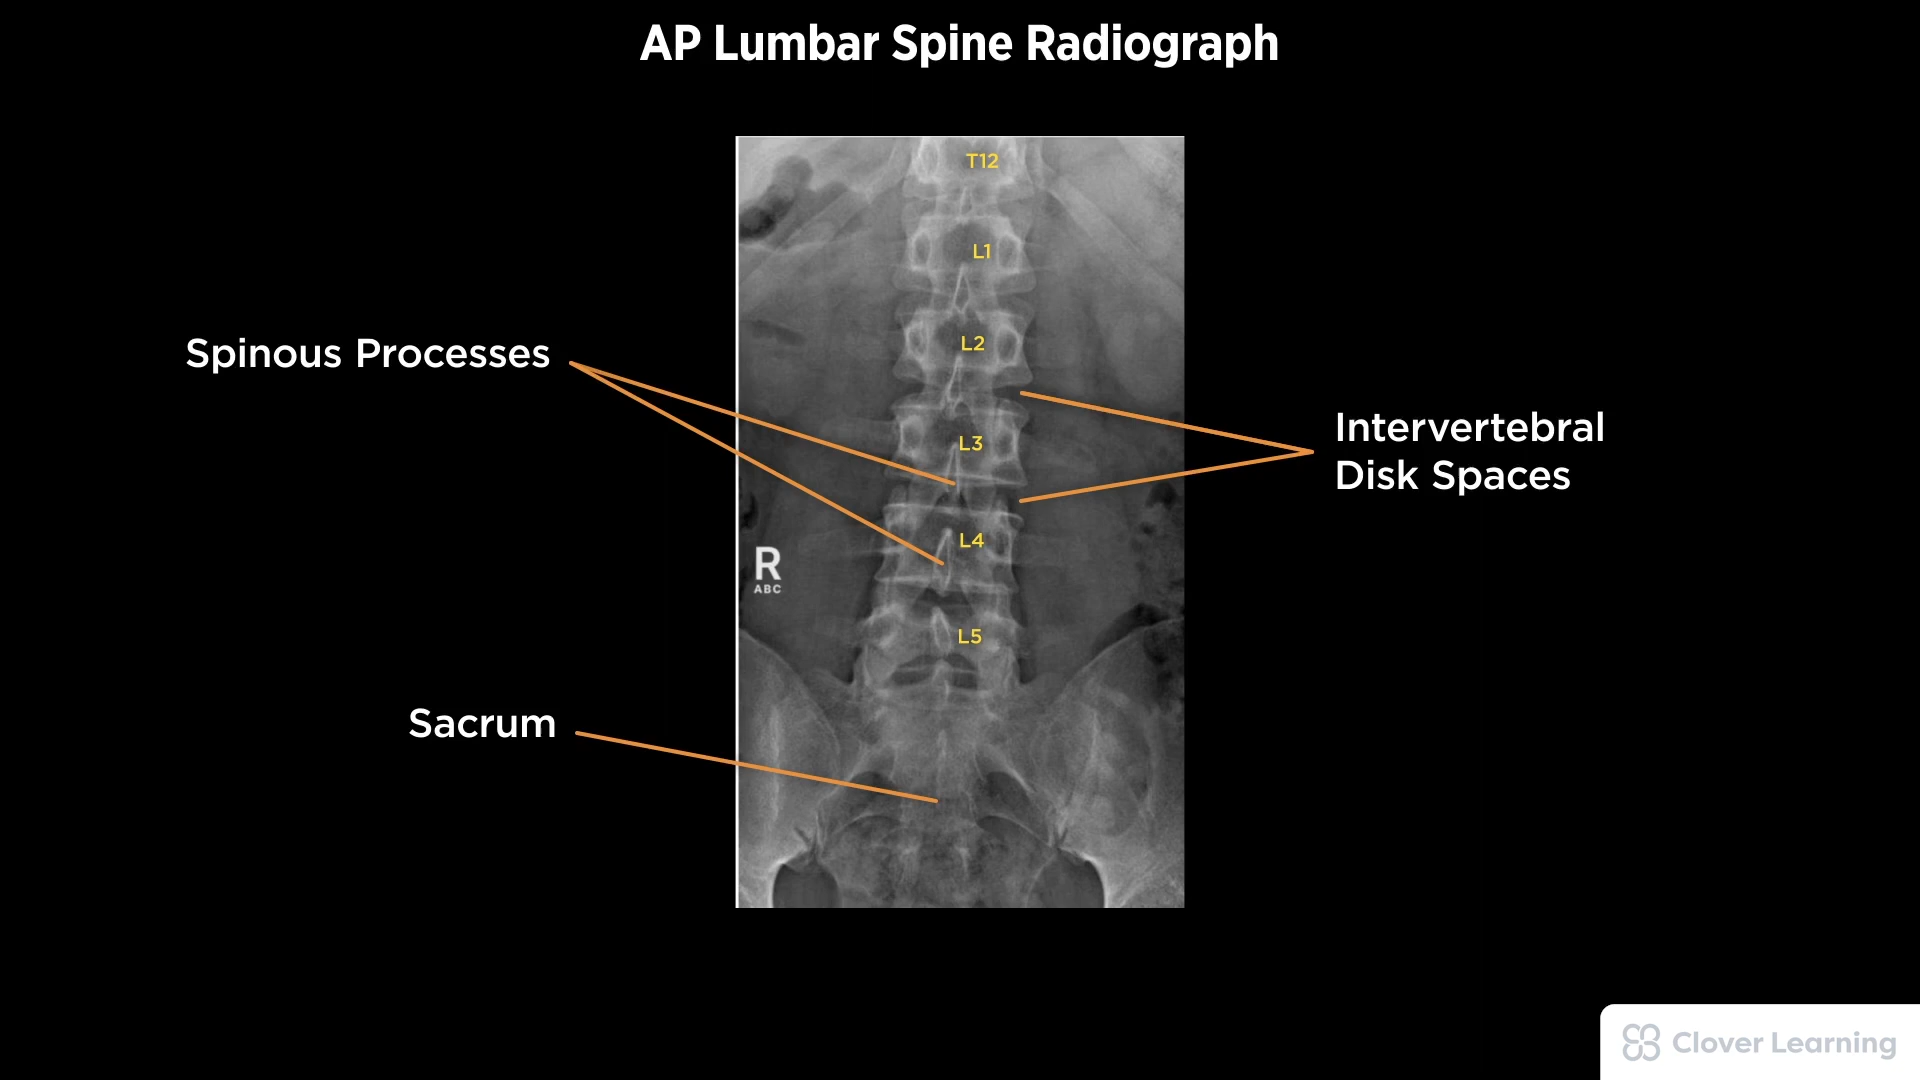 AP Lumbar Spine Radiograph
T12
L1
L2
Spinous Processes
Intervertebral
Disk Spaces
L3
L4
R
ABC
L5
Sacrum
Clover Learning